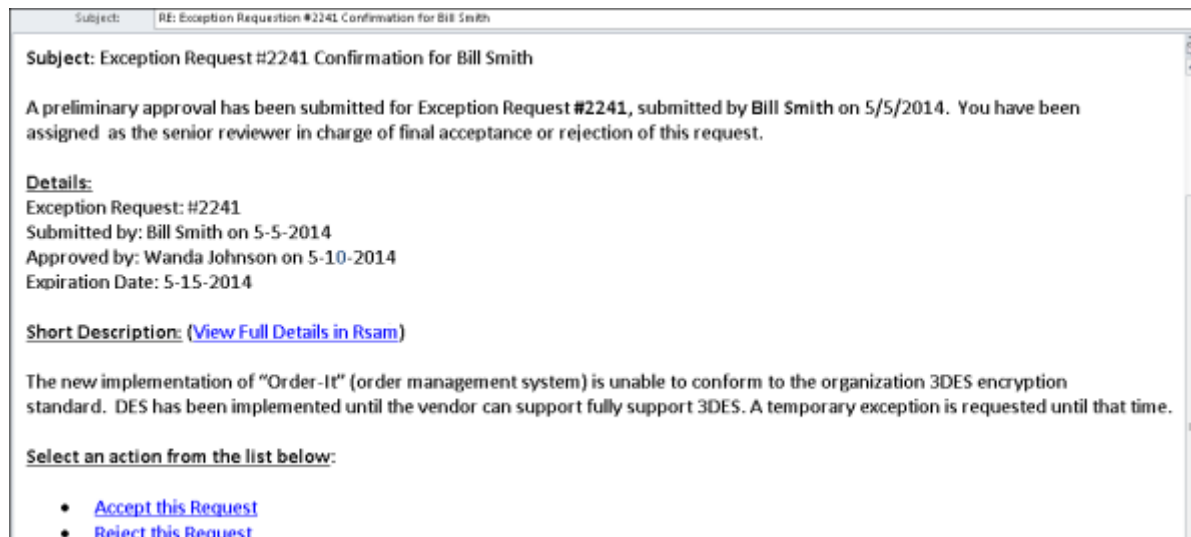 Subject: RE: Exception Requestion #2241 Confirmation for Bill Smith
Subject: Exception Request #2241 Confirmation for Bill Smith
A preliminary approval has been submitted for Exception Request #2241, submitted by Bill Smith on 5/5/2014. You have been
assigned as the senior reviewer in charge of final acceptance or rejection of this request.
Details:
Exception Request: #2241
Submitted by: Bill Smith on 5-5-2014
Approved by: Wanda Johnson on 5-10-2014
Expiration Date: 5-15-2014
Short Description: (View Full Details in Rsam)
The new implementation of “Order-It” (order management system) is unable to conform to the organization 3DES encryption
standard. DES has been implemented until the vendor can support fully support 3DES. A temporary exception is requested until that time.
Select an action from the list below:
• Accept this Request
• Reject this Request